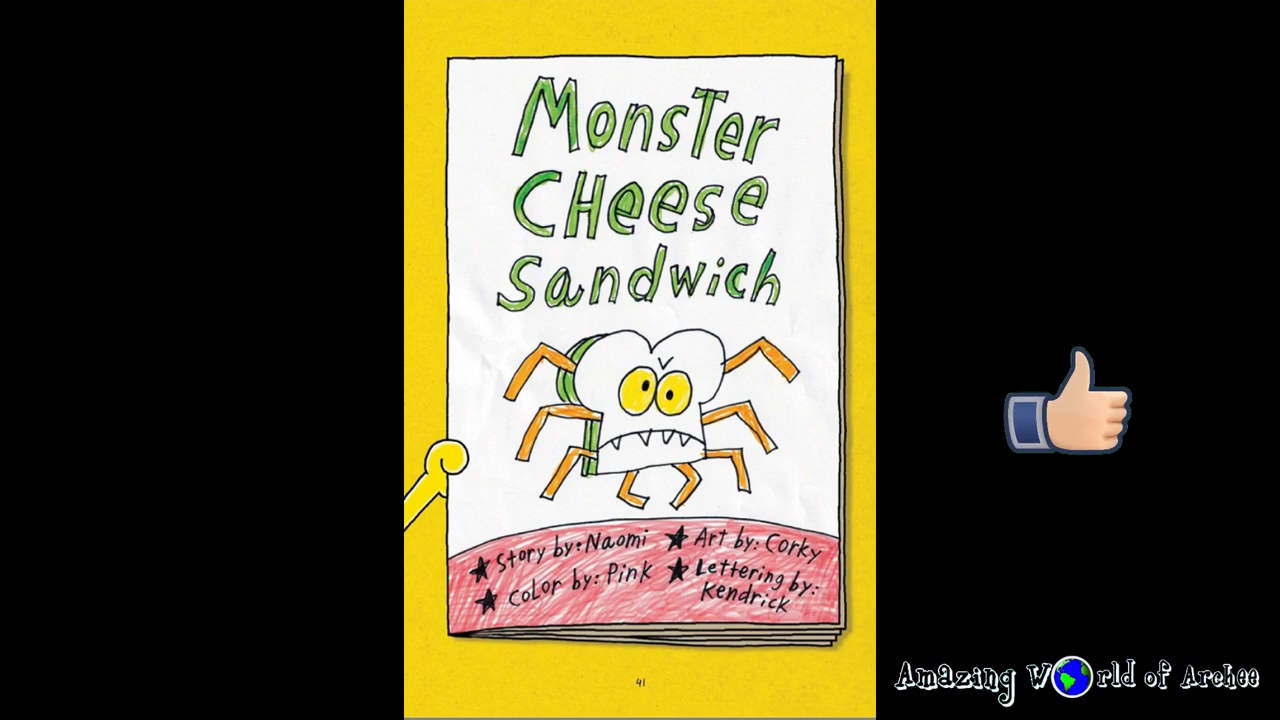 Monster
Cheese
Sandwich
Story by: Naomi
Art by: Corky
Color by: Pink
Lettering by:
Kendrick
41
Amazing World of Archee